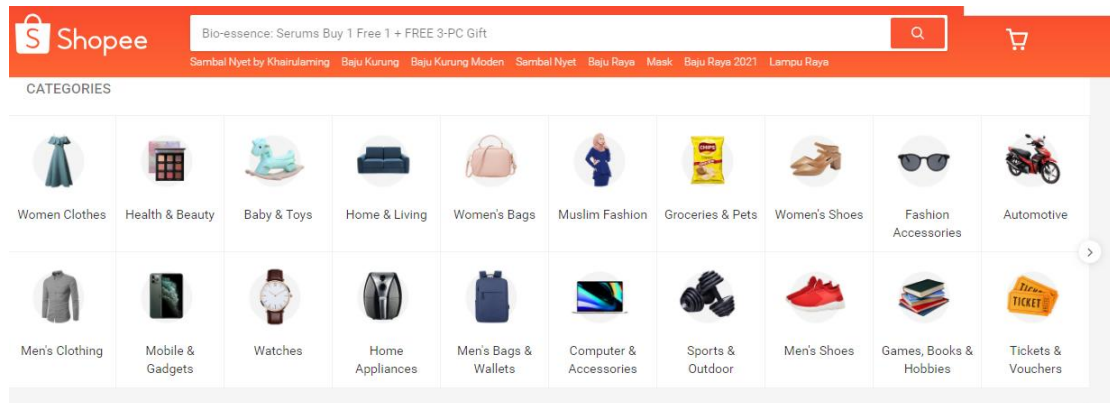 Shopee
Bio-essence: Serums Buy 1 Free 1 + FREE 3-PC Gift
Sambal Nyet by Khairulaming Baju Kurung Baju Kurung Moden Sambal Nyet Baju Raya Mask Baju Raya 2021 Lampu Raya
CATEGORIES
CHIPS
Women Clothes Health & Beauty Baby & Toys Home & Living Women's Bags Muslim Fashion Groceries & Pets Women's Shoes Fashion Accessories Automotive
TICKET
TICKET
Men's Clothing Mobile & Gadgets Watches Home Appliances Men's Bags & Wallets Computer & Accessories Sports & Outdoor Men's Shoes Games, Books & Hobbies Tickets & Vouchers